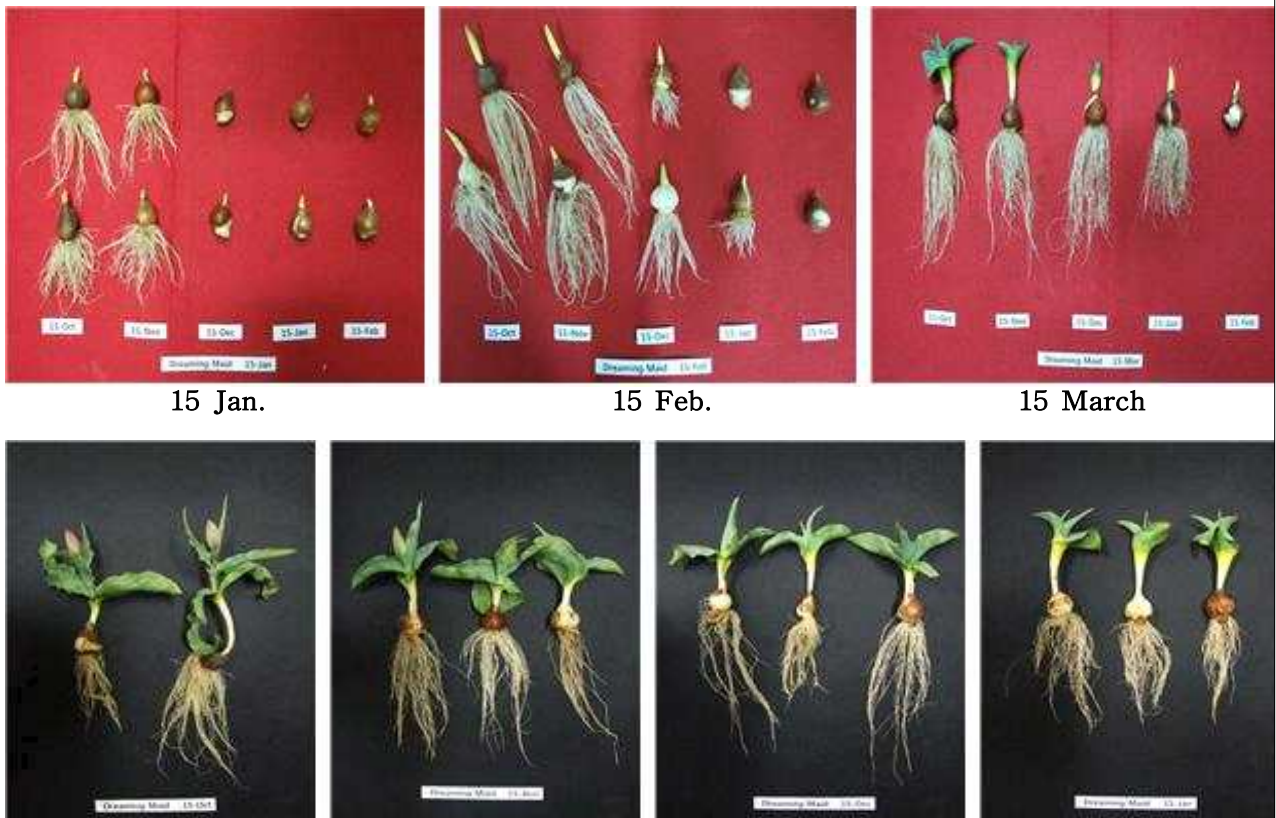 15-Oct 15-Nov 15-Dec 15-Jan 15-Feb
Dreaming Maid 15-Jan
15-Oct 15-Nov 15-Dec 15-Jan 15-Feb
Dreaming Maid 15-Feb
15-Oct 15-Nov 15-Dec 15-Jan 15-Feb
Dreaming Maid 15-Mar
15 Jan. 15 Feb. 15 March
Dreaming Maid 15-Oct
Dreaming Maid 15-Nov
Dreaming Maid 15-Dec
Dreaming Maid 15-Jan